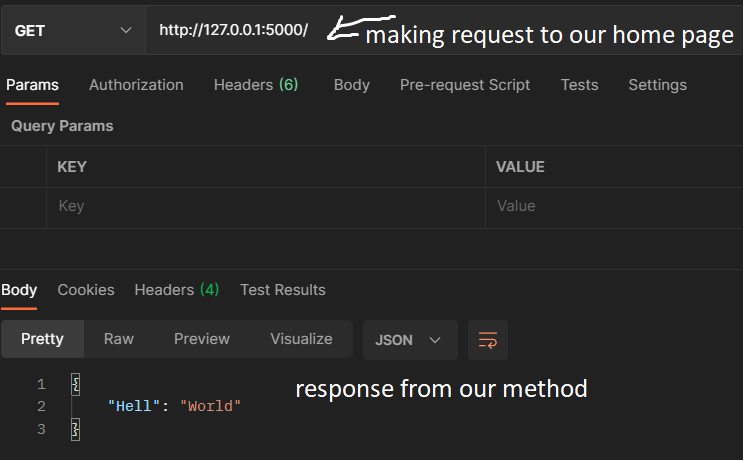 GET http://127.0.0.1:5000/ making request to our home page
Params Authorization Headers (6) Body Pre-request Script Tests Settings
Query Params
KEY VALUE
Key Value
Body Cookies Headers (4) Test Results
Pretty Raw Preview Visualize JSON
1 {
2 "Hell": "World"
3 }
response from our method